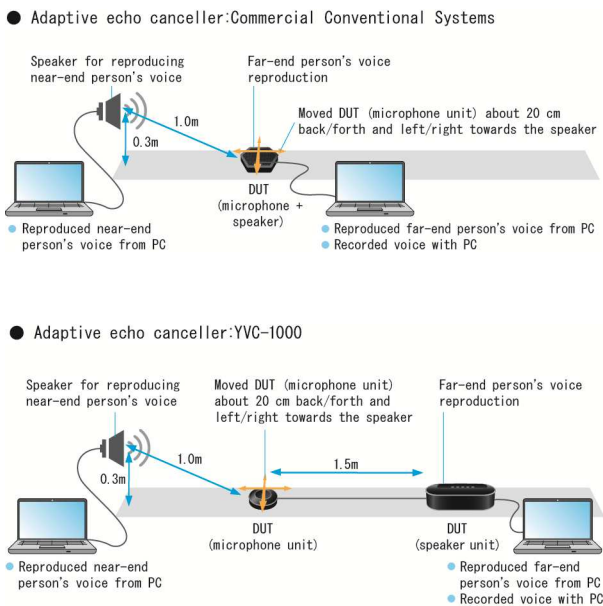 ● Adaptive echo canceller:Commercial Conventional Systems
Speaker for reproducing
near-end person's voice
Far-end person's voice
reproduction
Moved DUT (microphone unit) about 20 cm
back/forth and left/right towards the speaker
1.0m
0.3m
DUT
(microphone +
speaker)
● Reproduced near-end
person's voice from PC
● Reproduced far-end person's voice from PC
● Recorded voice with PC
● Adaptive echo canceller:YVC-1000
Speaker for reproducing
near-end person's voice
Moved DUT (microphone unit)
about 20 cm back/forth and
left/right towards the speaker
Far-end person's voice
reproduction
1.0m
1.5m
0.3m
DUT
(microphone unit)
DUT
(speaker unit)
● Reproduced near-end
person's voice from PC
● Reproduced far-end
person's voice from PC
● Recorded voice with PC